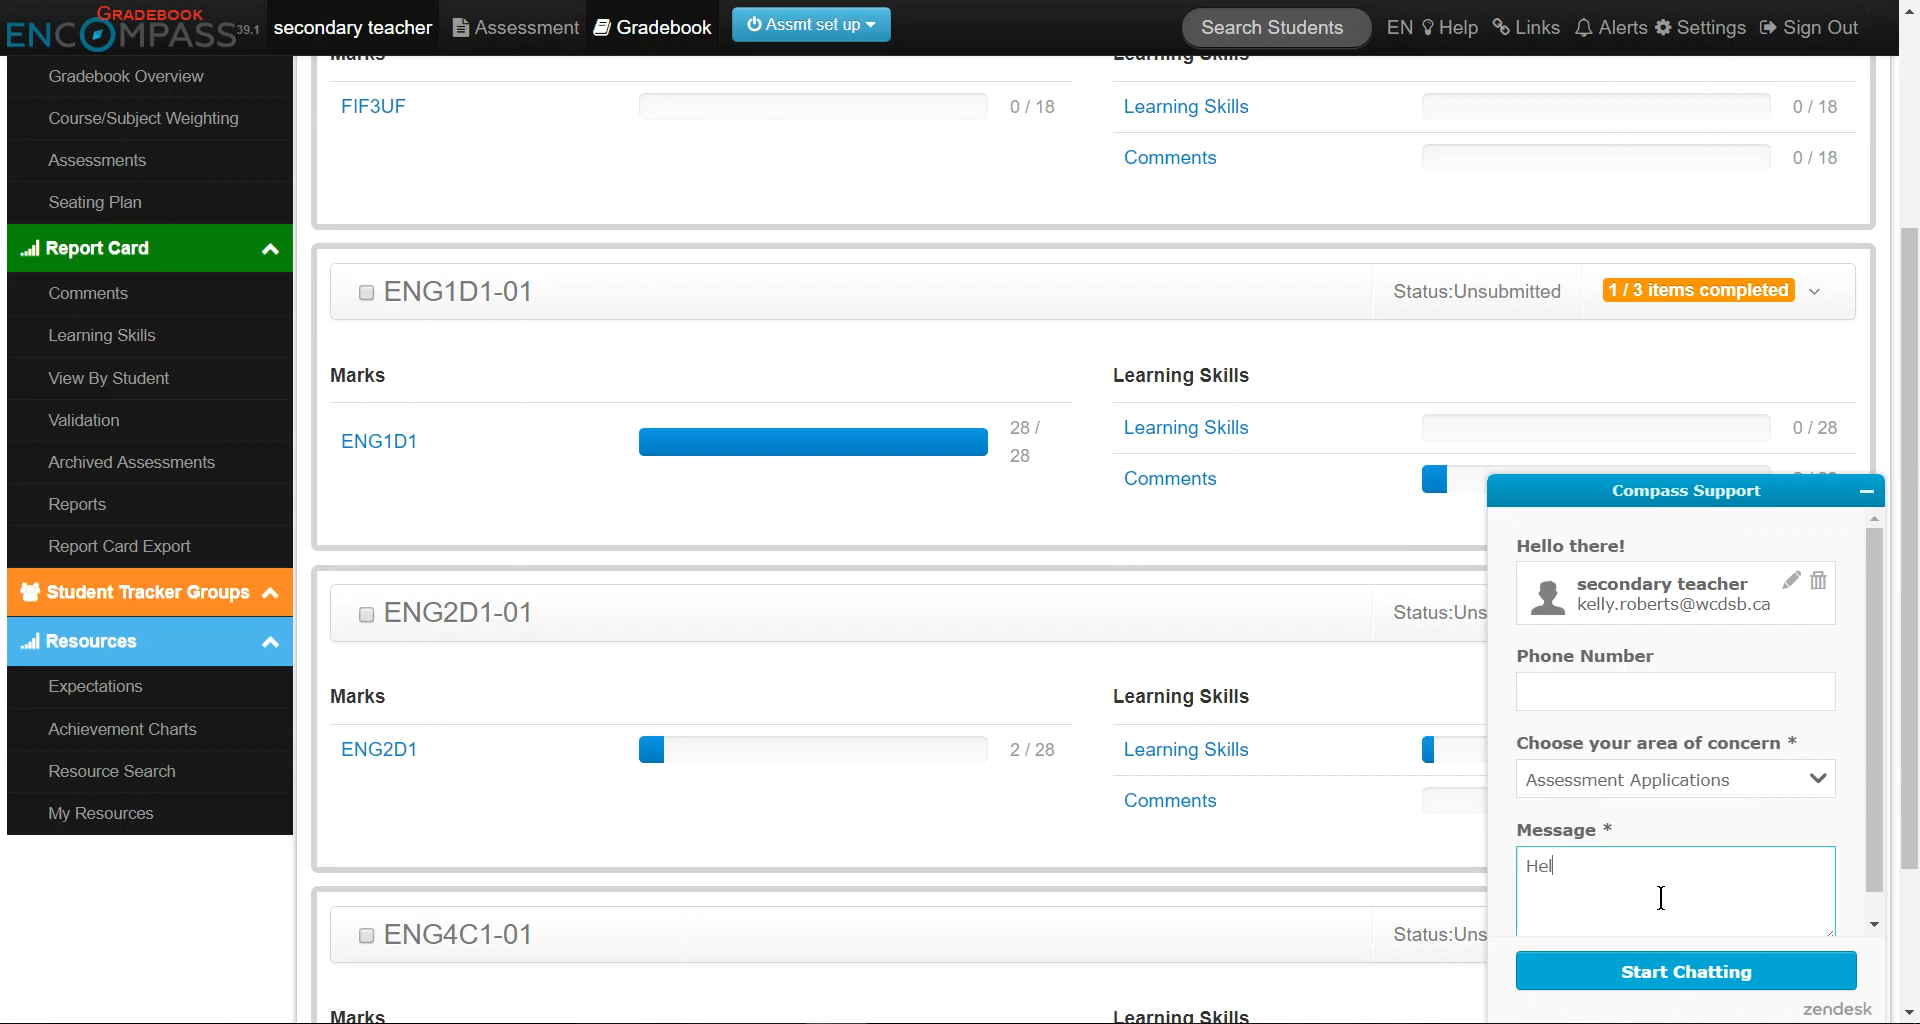 GRADEBOOK
ENCOMPASS 39.1
secondary teacher
Assessment
Gradebook
Assmt set up
Search Students
EN
Help
Links
Alerts
Settings
Sign Out
Gradebook Overview
Course/Subject Weighting
Assessments
Seating Plan
Report Card
Comments
Learning Skills
View By Student
Validation
Archived Assessments
Reports
Report Card Export
Student Tracker Groups
Resources
Expectations
Achievement Charts
Resource Search
My Resources
Marks
Learning Skills
FIF3UF
0 / 18
Learning Skills
0 / 18
Comments
0 / 18
ENG1D1-01
Status:Unsubmitted
1 / 3 items completed
Marks
Learning Skills
ENG1D1
28 /
28
Learning Skills
0 / 28
Comments
ENG2D1-01
Status:Uns
Marks
Learning Skills
ENG2D1
2 / 28
Learning Skills
Comments
ENG4C1-01
Status:Uns
Marks
Learning Skills
Compass Support
Hello there!
secondary teacher
kelly.roberts@wcdsb.ca
Phone Number
Choose your area of concern *
Assessment Applications
Message *
Hel
Start Chatting
zendesk